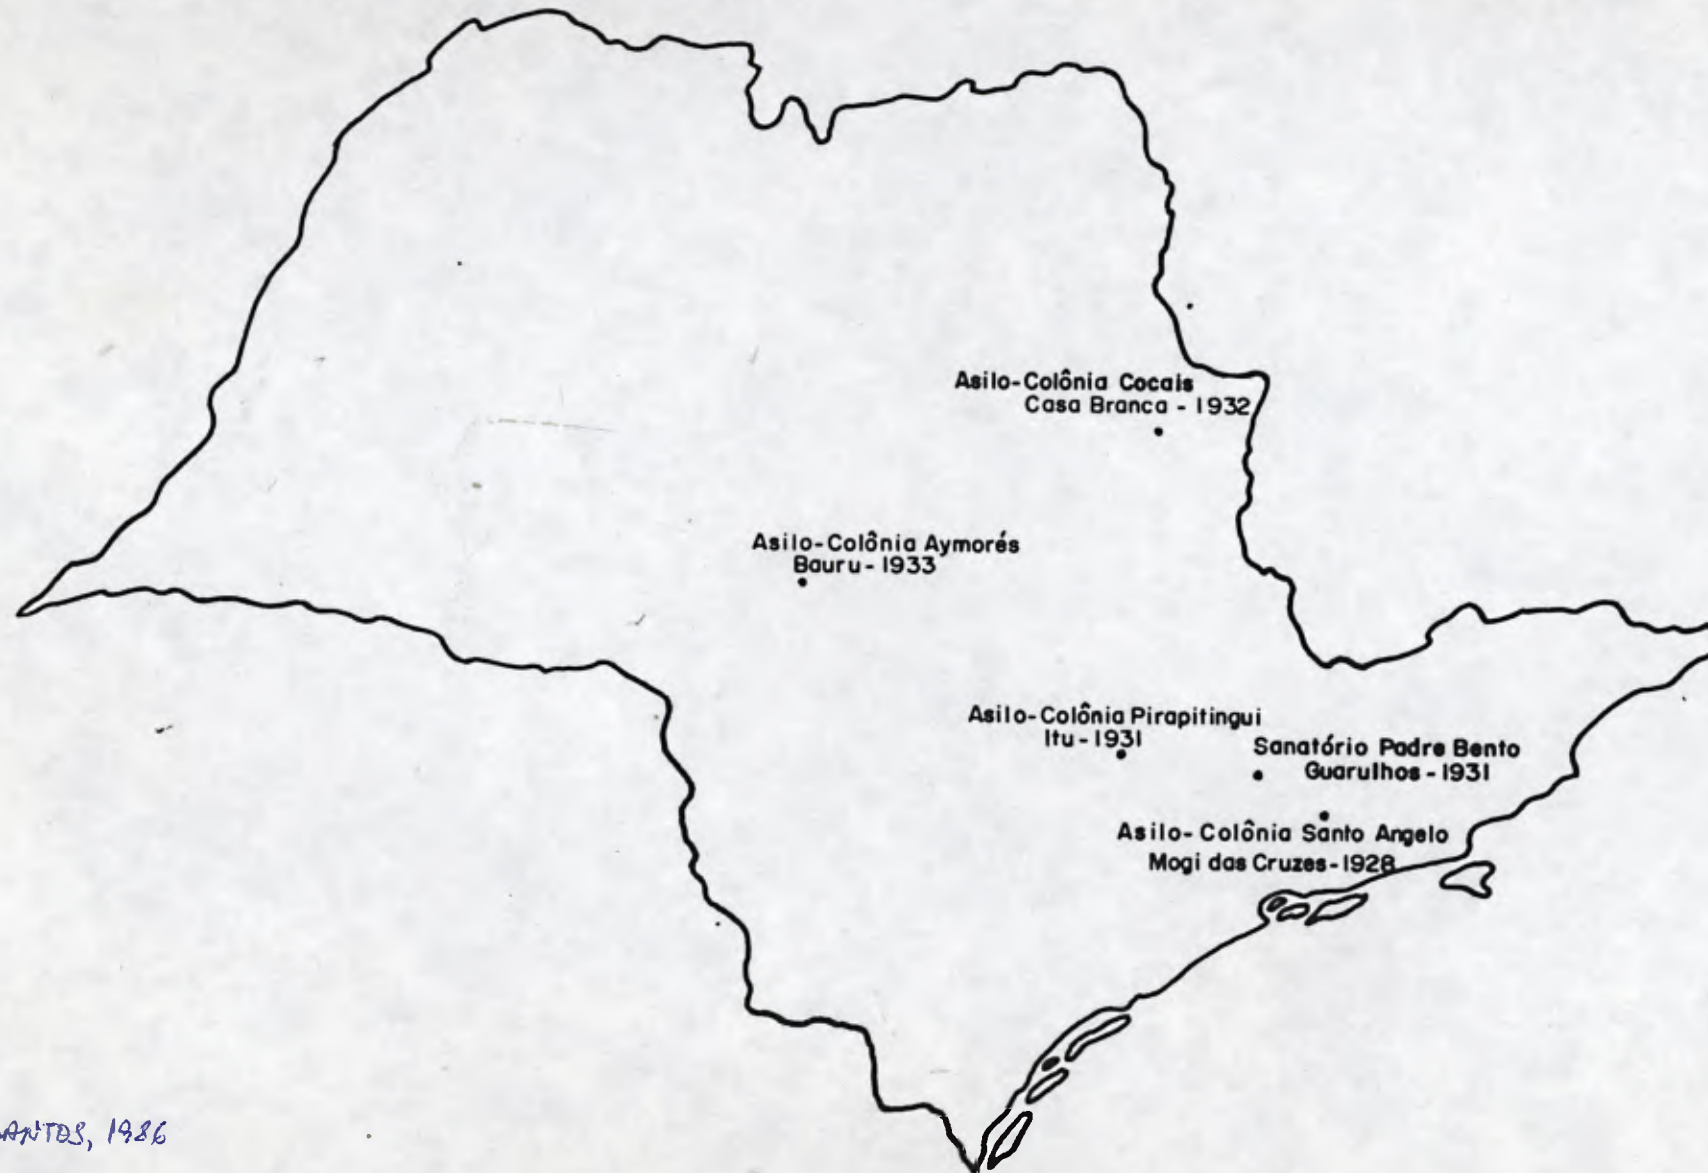 Asilo-Colônia Cocais
Casa Branca - 1932
Asilo-Colônia Aymorés
Bauru - 1933
Asilo-Colônia Pirapitingui
Itu - 1931
Sanatório Padre Bento
Guarulhos - 1931
Asilo-Colônia Santo Angelo
Mogi das Cruzes - 1928
ANTOS, 1986